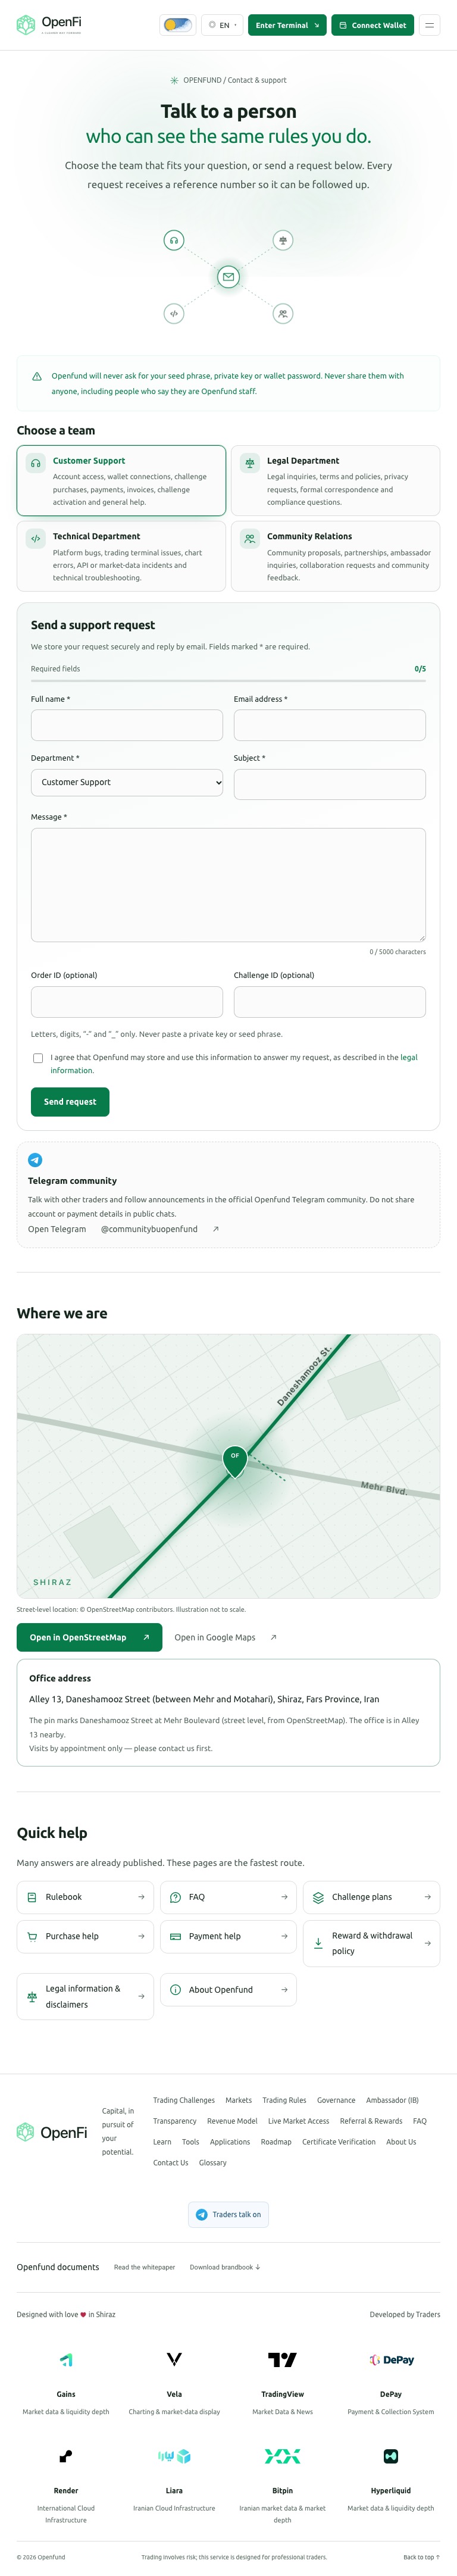 OpenFi
EN
Enter Terminal
Connect Wallet
OPENFUND / Contact & support
Talk to a person
who can see the same rules you do.
Choose the team that fits your question, or send a request below. Every
request receives a reference number so it can be followed up.
Openfund will never ask for your seed phrase, private key or wallet password. Never share them with
anyone, including people who say they are Openfund staff.
Choose a team
Customer Support
Account access, wallet connections, challenge
purchases, payments, invoices, challenge
activation and general help.
Legal Department
Legal inquiries, terms and policies, privacy
requests, formal correspondence and
compliance questions.
Technical Department
Platform bugs, trading terminal issues, chart
errors, API or market-data incidents and
technical troubleshooting.
Community Relations
Community proposals, partnerships, ambassador
inquiries, collaboration requests and community
feedback.
Send a support request
We store your request securely and reply by email. Fields marked * are required.
Required fields
0/5
Full name *
Email address *
Department *
Subject *
Customer Support
Message *
0 / 5000 characters
Order ID (optional)
Challenge ID (optional)
Letters, digits, “-” and “_” only. Never paste a private key or seed phrase.
I agree that Openfund may store and use this information to answer my request, as described in the legal
information.
Send request
Telegram community
Talk with other traders and follow announcements in the official Openfund Telegram community. Do not share
account or payment details in public chats.
Open Telegram @communitybuopenfund ↗
Where we are
Daneshamooz St.
OF
Mehr Blvd.
SHIRAZ
Street-level location: © OpenStreetMap contributors. Illustration not to scale.
Open in OpenStreetMap ↗
Open in Google Maps ↗
Office address
Alley 13, Daneshamooz Street (between Mehr and Motahari), Shiraz, Fars Province, Iran
The pin marks Daneshamooz Street at Mehr Boulevard (street level, from OpenStreetMap). The office is in Alley
13 nearby.
Visits by appointment only — please contact us first.
Quick help
Many answers are already published. These pages are the fastest route.
Rulebook →
FAQ →
Challenge plans →
Purchase help →
Payment help →
Reward & withdrawal
policy →
Legal information &
disclaimers →
About Openfund →
OpenFi
Capital, in
pursuit of
your
potential.
Trading Challenges Markets Trading Rules Governance Ambassador (IB)
Transparency Revenue Model Live Market Access Referral & Rewards FAQ
Learn Tools Applications Roadmap Certificate Verification About Us
Contact Us Glossary
Traders talk on
Openfund documents Read the whitepaper Download brandbook ↓
Designed with love ♥ in Shiraz
Developed by Traders
DePay
Gains
Market data & liquidity depth
Vela
Charting & market-data display
TradingView
Market Data & News
DePay
Payment & Collection System
لیارا
Render
International Cloud
Infrastructure
Liara
Iranian Cloud Infrastructure
Bitpin
Iranian market data & market
depth
Hyperliquid
Market data & liquidity depth
© 2026 Openfund
Trading involves risk; this service is designed for professional traders.
Back to top ↑